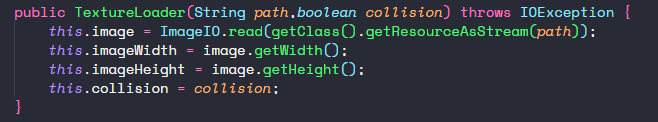 public TextureLoader(String path,boolean collision) throws IOException {
    this.image = ImageIO.read(getClass().getResourceAsStream(path));
    this.imageWidth = image.getWidth();
    this.imageHeight = image.getHeight();
    this.collision = collision;
}